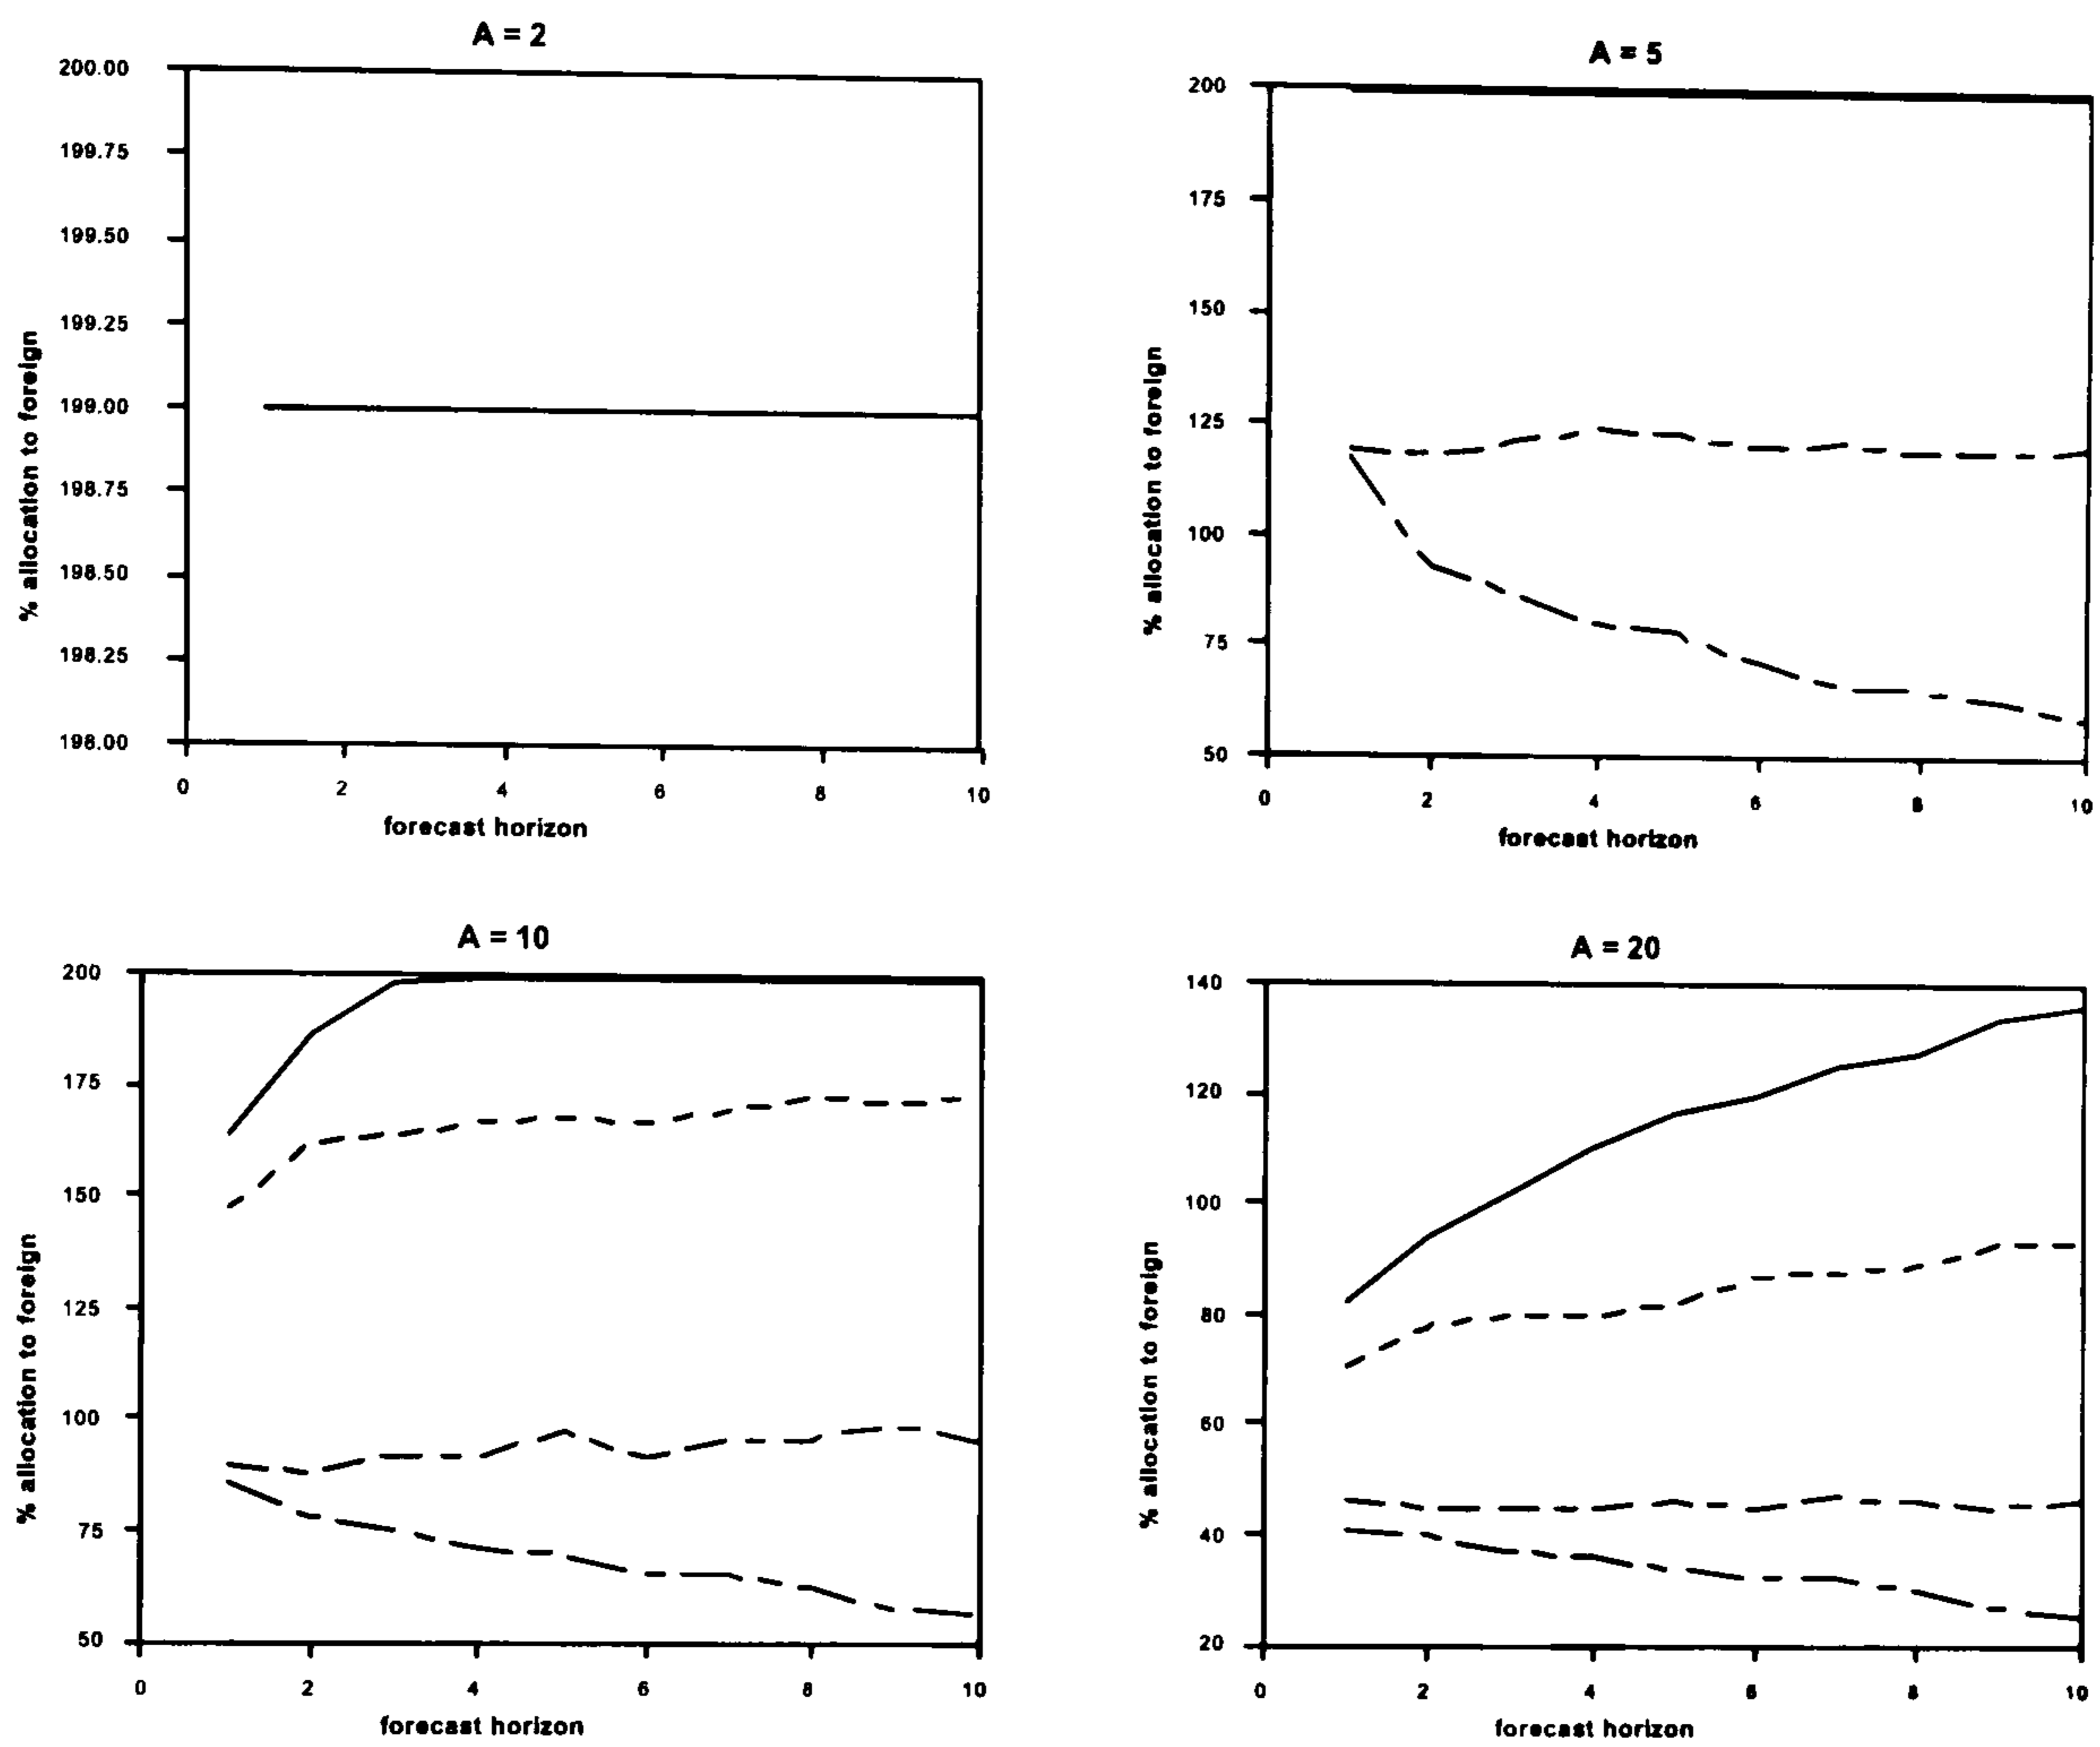 A = 2
200.00
199.75
199.50
199.25
199.00
198.75
198.50
198.25
198.00
% allocation to foreign
0 2 4 6 8 10
forecast horizon
A = 5
200
175
150
125
100
75
50
% allocation to foreign
0 2 4 6 8 10
forecast horizon
A = 10
200
175
150
125
100
75
50
% allocation to foreign
0 2 4 6 8 10
forecast horizon
A = 20
140
120
100
80
60
40
20
% allocation to foreign
0 2 4 6 8 10
forecast horizon